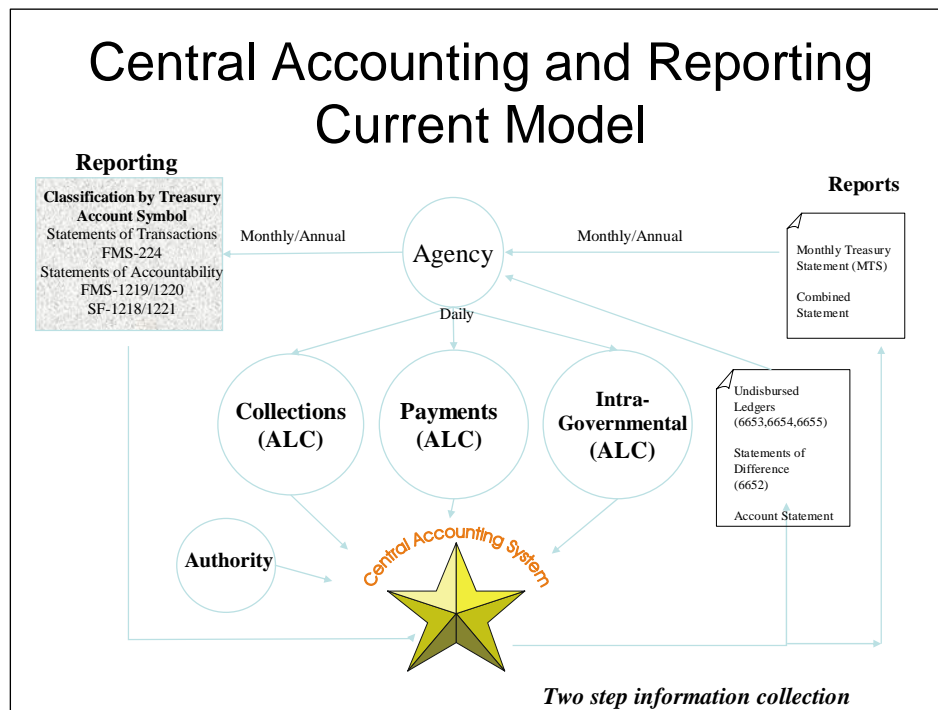 Central Accounting and Reporting
Current Model
Reporting
Classification by Treasury
Account Symbol
Statements of Transactions
FMS-224
Statements of Accountability
FMS-1219/1220
SF-1218/1221
Monthly/Annual
Agency
Monthly/Annual
Reports
Monthly Treasury
Statement (MTS)
Combined
Statement
Daily
Collections
(ALC)
Payments
(ALC)
Intra-
Governmental
(ALC)
Undisbursed
Ledgers
(6653,6654,6655)
Statements of
Difference
(6652)
Account Statement
Authority
Central Accounting System
Two step information collection